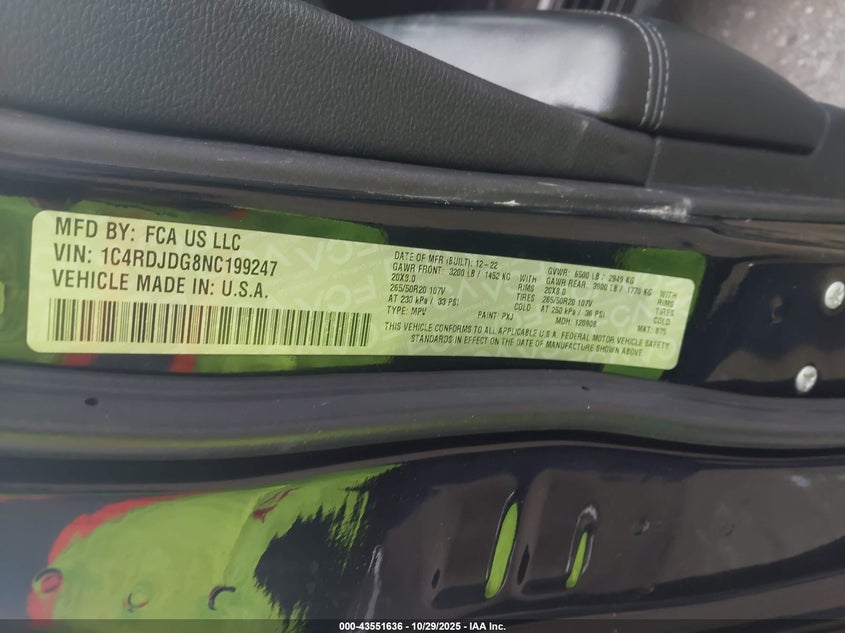 MFD BY: FCA US LLC
VIN: 1C4RDJDG8NC199247
VEHICLE MADE IN: U.S.A.
DATE OF MFR (BUILT): 12-22 GVWR: 6500 LB / 2949 KG
GAWR FRONT: 3200 LB / 1452 KG WITH GAWR REAR: 3900 LB / 1770 KG WITH
20X8.0 RIMS 20X8.0 RIMS
265/50R20 107V TIRES 265/50R20 107V TIRES
AT 230 kPa / 33 PSI COLD AT 250 kPa / 36 PSI COLD
TYPE: MPV PAINT: PXJ MDH: 120908 MKT: 875
THIS VEHICLE CONFORMS TO ALL APPLICABLE U.S.A. FEDERAL MOTOR VEHICLE SAFETY
STANDARDS IN EFFECT ON THE DATE OF MANUFACTURE SHOWN ABOVE.
000-43551636 - 10/29/2025 - IAA Inc.